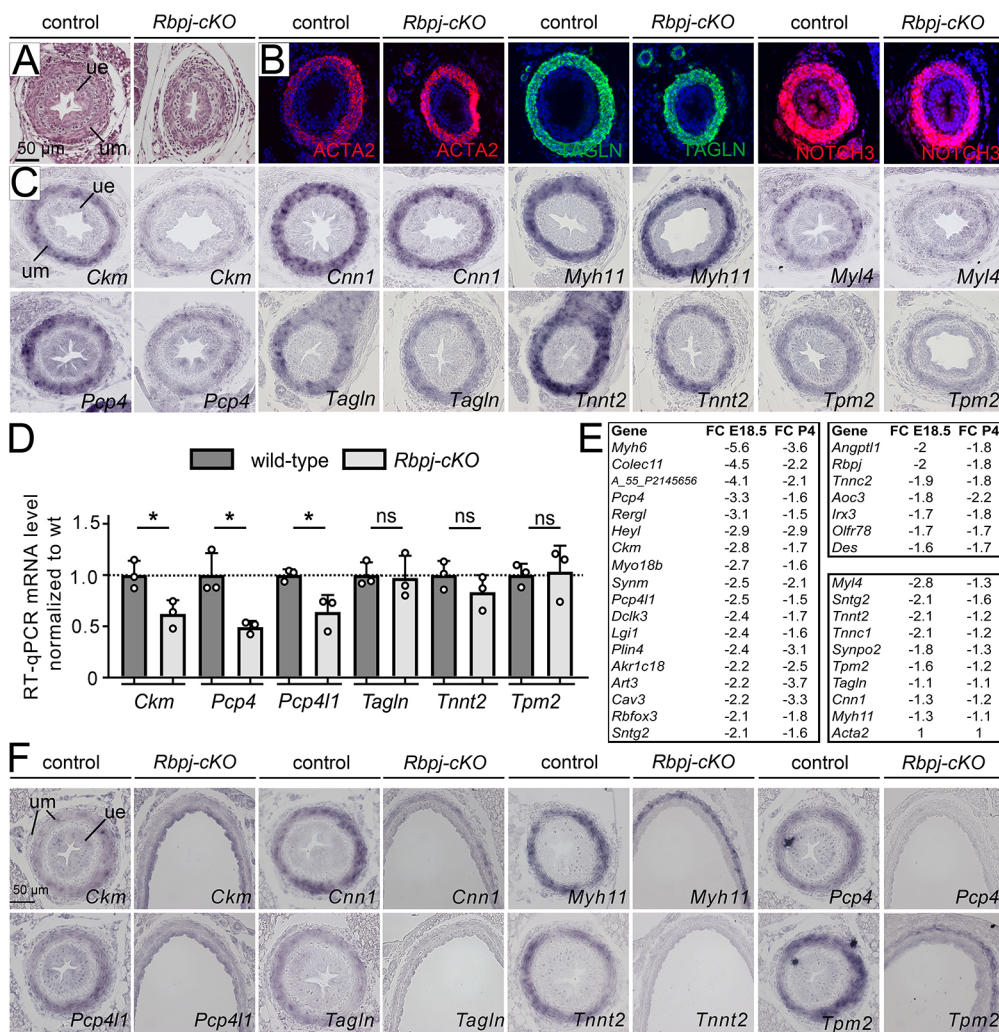 control Rbpj-cKO control Rbpj-cKO control Rbpj-cKO control Rbpj-cKO
A ue um 50 µm
B ACTA2 ACTA2 TAGLN TAGLN NOTCH3 NOTCH3
C ue um Ckm Ckm Cnn1 Cnn1 Myh11 Myh11 Myl4 Myl4
Pcp4 Pcp4 Tagln Tagln Tnnt2 Tnnt2 Tpm2 Tpm2
D
wild-type Rbpj-cKO
RT-qPCR mRNA level
normalized to wt
1.5
1.0
0.5
0
* * * ns ns ns
Ckm Pcp4 Pcp4l1 Tagln Tnnt2 Tpm2
E
Gene FC E18.5 FC P4
Myh6 -5.6 -3.6
Colec11 -4.5 -2.2
A_55_P2145656 -4.1 -2.1
Pcp4 -3.3 -1.6
Rergl -3.1 -1.5
Heyl -2.9 -2.9
Ckm -2.8 -1.7
Myo18b -2.7 -1.6
Synm -2.5 -2.1
Pcp4l1 -2.5 -1.5
Dclk3 -2.4 -1.7
Lgi1 -2.4 -1.6
Plin4 -2.4 -3.1
Akr1c18 -2.2 -2.5
Art3 -2.2 -3.7
Cav3 -2.2 -3.3
Rbfox3 -2.1 -1.8
Sntg2 -2.1 -1.6
Gene FC E18.5 FC P4
Angptl1 -2 -1.8
Rbpj -2 -1.8
Tnnc2 -1.9 -1.8
Aoc3 -1.8 -2.2
Irx3 -1.7 -1.8
Olfr78 -1.7 -1.7
Des -1.6 -1.7
Myl4 -2.8 -1.3
Sntg2 -2.1 -1.6
Tnnt2 -2.1 -1.2
Tnnc1 -2.1 -1.2
Synpo2 -1.8 -1.3
Tpm2 -1.6 -1.2
Tagln -1.1 -1.1
Cnn1 -1.3 -1.2
Myh11 -1.3 -1.1
Acta2 1 1
F
control Rbpj-cKO control Rbpj-cKO control Rbpj-cKO control Rbpj-cKO
um ue 50 µm
Ckm Ckm Cnn1 Cnn1 Myh11 Myh11 Pcp4 Pcp4
Pcp4l1 Pcp4l1 Tagln Tagln Tnnt2 Tnnt2 Tpm2 Tpm2